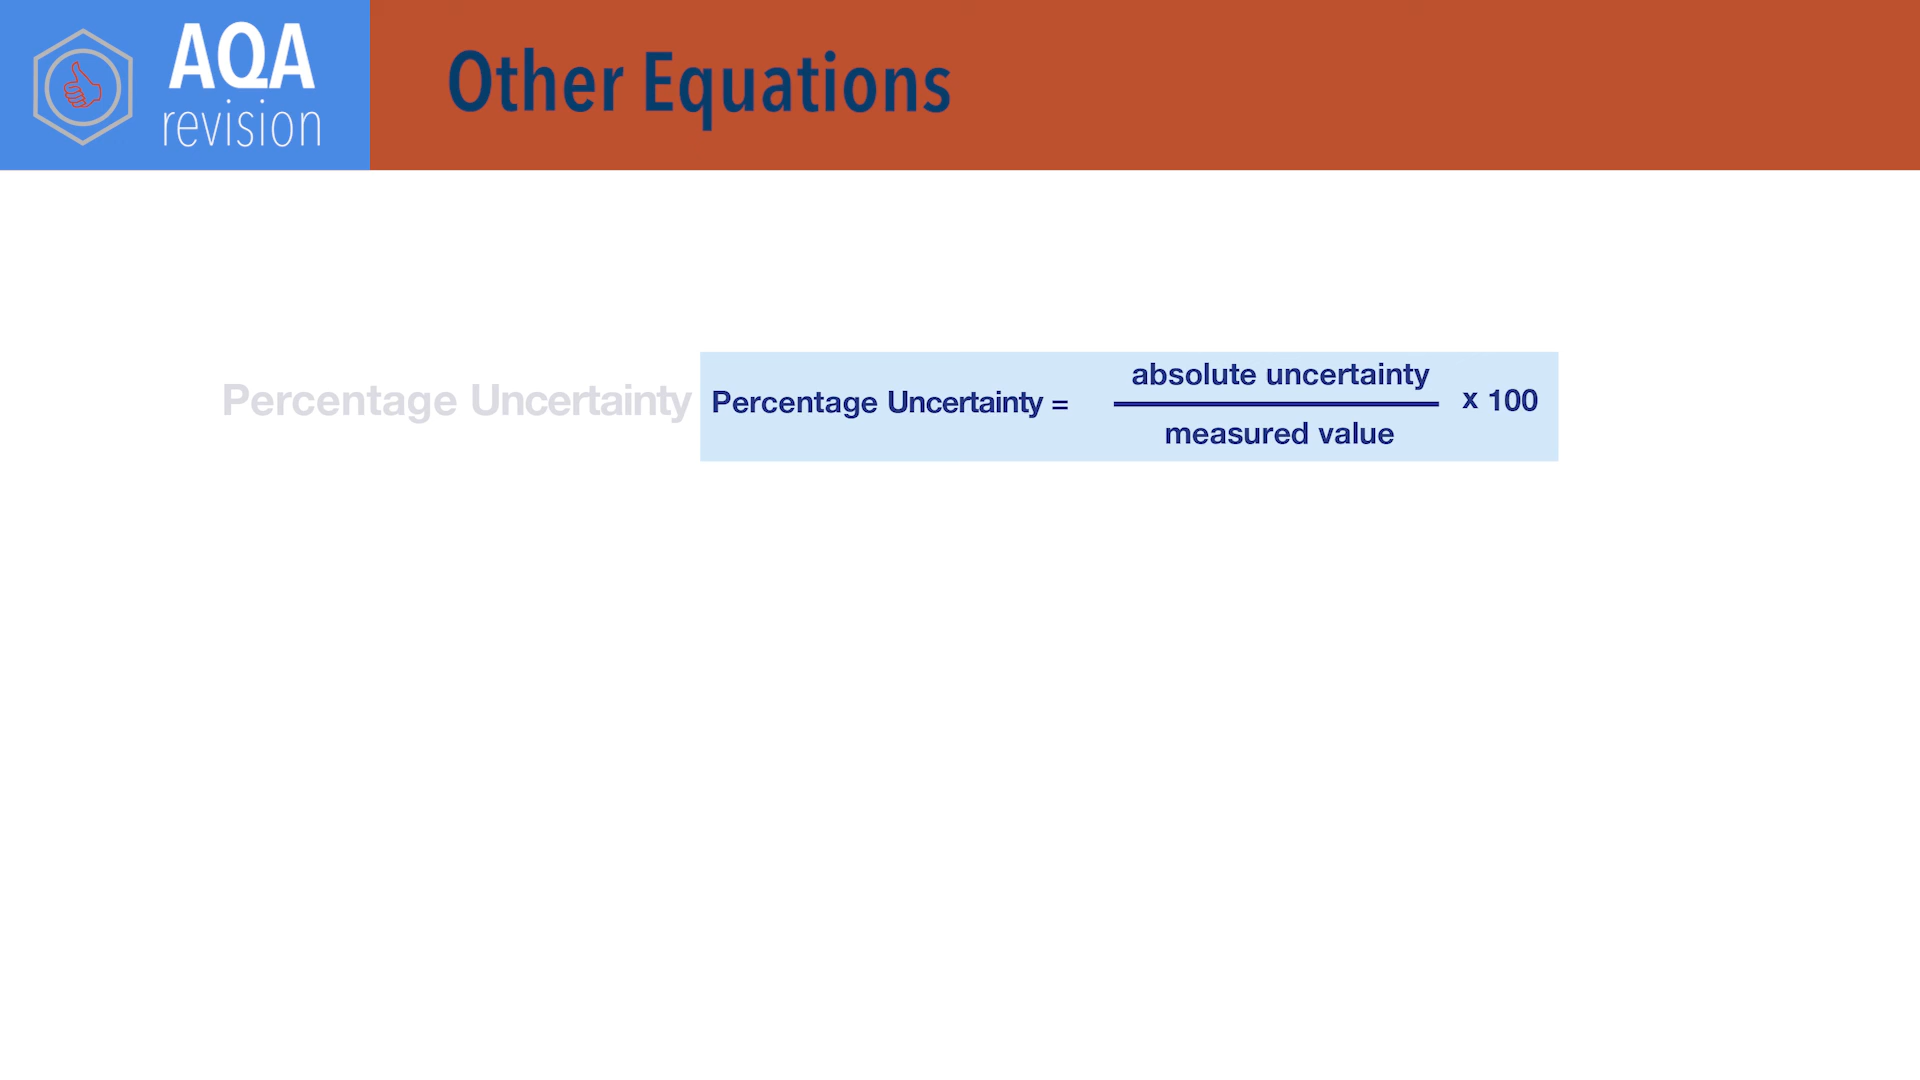 AQA
revision
Other Equations
Percentage Uncertainty
Percentage Uncertainty =
absolute uncertainty
measured value
x 100